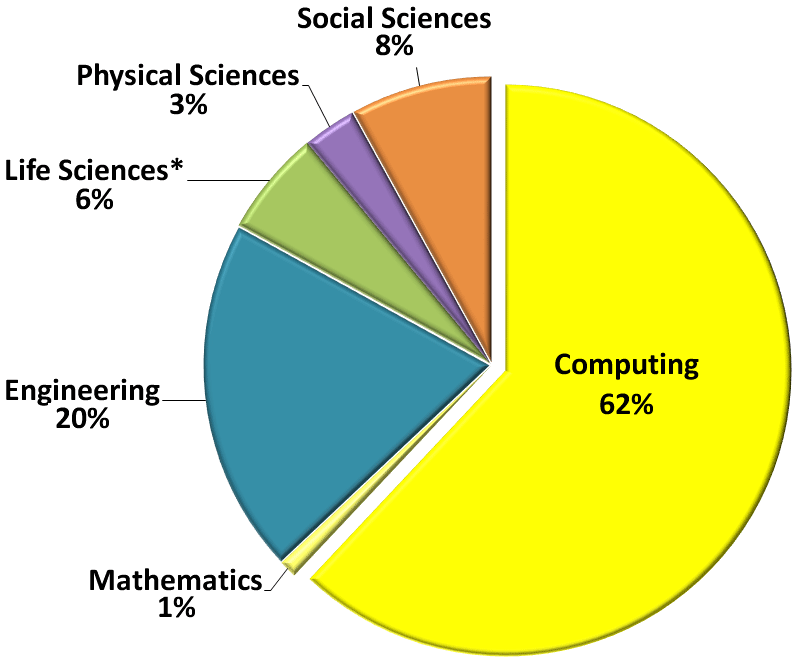 Social Sciences
8%
Physical Sciences
3%
Life Sciences*
6%
Computing
62%
Engineering
20%
Mathematics
1%